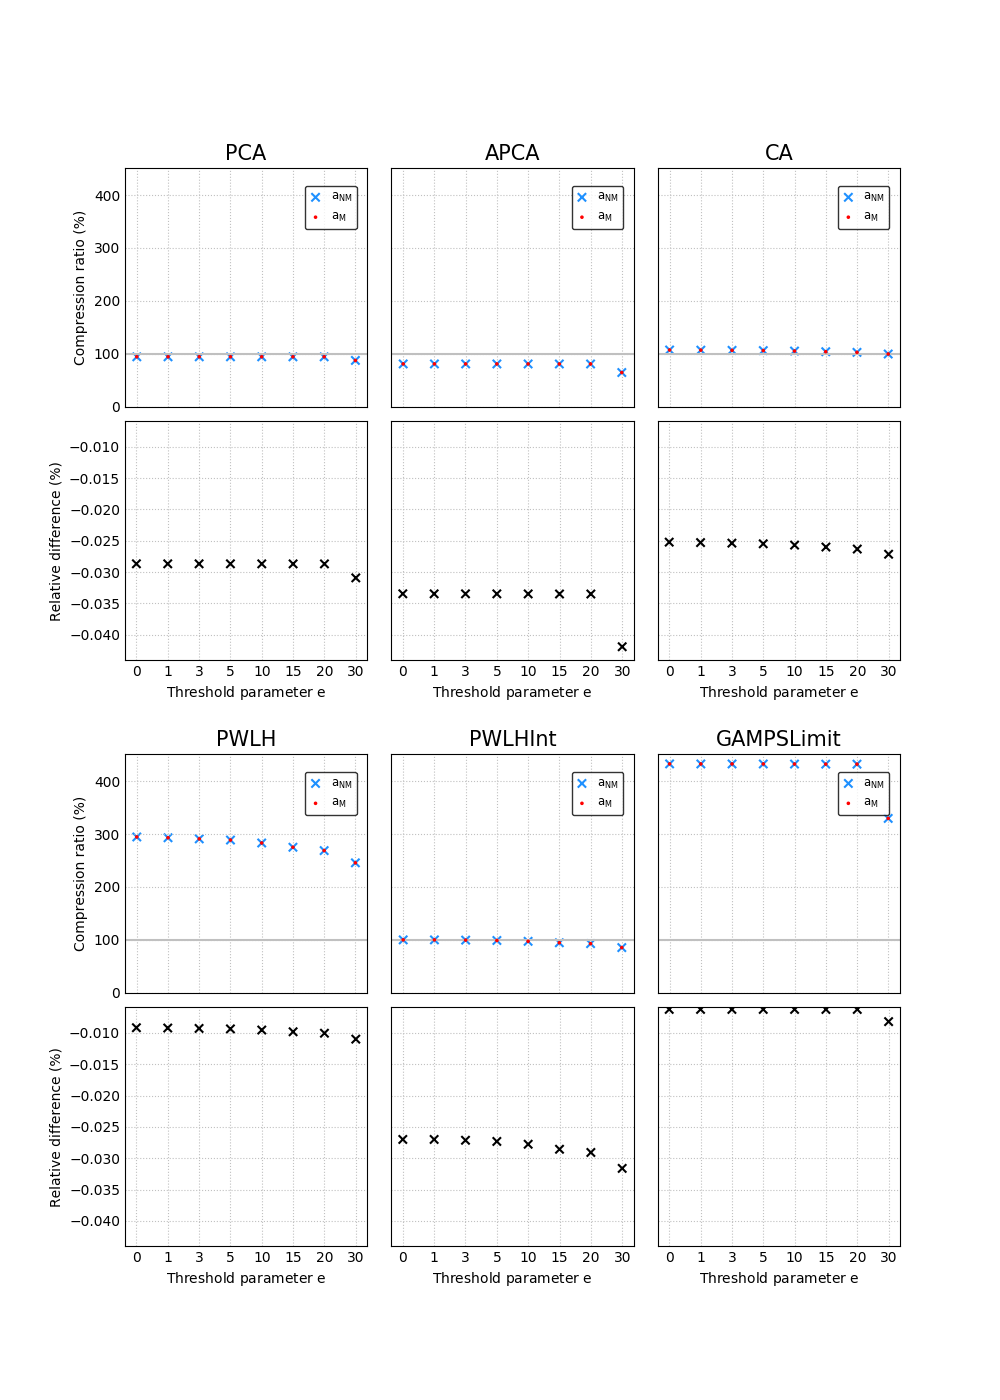 PCA
APCA
CA
Compression ratio (%)
400
300
200
100
0
a_NM
a_M
a_NM
a_M
a_NM
a_M
Relative difference (%)
−0.010
−0.015
−0.020
−0.025
−0.030
−0.035
−0.040
0 1 3 5 10 15 20 30
0 1 3 5 10 15 20 30
0 1 3 5 10 15 20 30
Threshold parameter e
Threshold parameter e
Threshold parameter e
PWLH
PWLHInt
GAMPSLimit
Compression ratio (%)
400
300
200
100
0
a_NM
a_M
a_NM
a_M
a_NM
a_M
Relative difference (%)
−0.010
−0.015
−0.020
−0.025
−0.030
−0.035
−0.040
0 1 3 5 10 15 20 30
0 1 3 5 10 15 20 30
0 1 3 5 10 15 20 30
Threshold parameter e
Threshold parameter e
Threshold parameter e